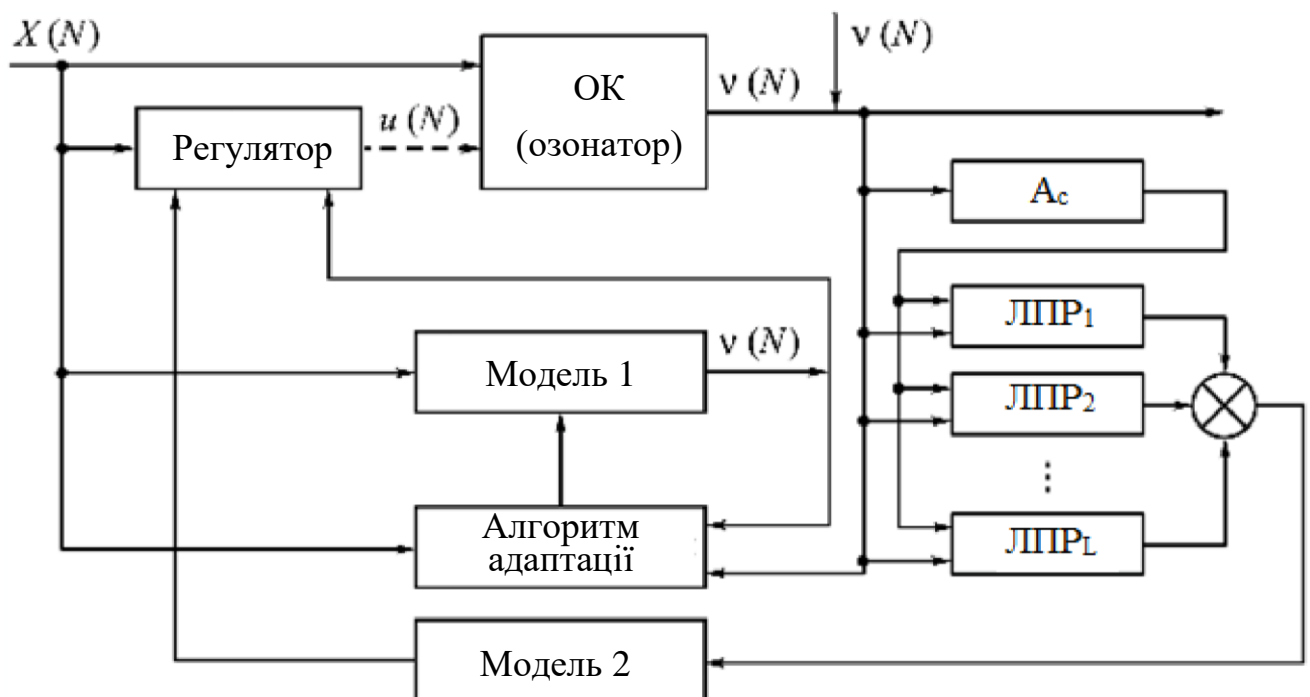 X (N)
ν (N)
ОК
(озонатор)
ν (N)
Регулятор
u (N)
Aс
ЛПР1
Модель 1
ν (N)
ЛПР2
⋮
Алгоритм
адаптації
ЛПРL
Модель 2